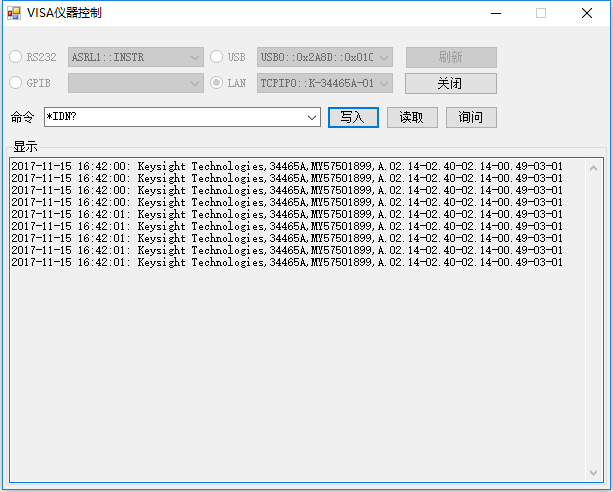 VISA仪器控制
RS232 ASRL1::INSTR USB USB0::0x2A8D::0x010 刷新
GPIB LAN TCPIP0::K-34465A-01 关闭
命令 *IDN? 写入 读取 询问
显示
2017-11-15 16:42:00: Keysight Technologies,34465A,MY57501899,A.02.14-02.40-02.14-00.49-03-01
2017-11-15 16:42:00: Keysight Technologies,34465A,MY57501899,A.02.14-02.40-02.14-00.49-03-01
2017-11-15 16:42:00: Keysight Technologies,34465A,MY57501899,A.02.14-02.40-02.14-00.49-03-01
2017-11-15 16:42:00: Keysight Technologies,34465A,MY57501899,A.02.14-02.40-02.14-00.49-03-01
2017-11-15 16:42:01: Keysight Technologies,34465A,MY57501899,A.02.14-02.40-02.14-00.49-03-01
2017-11-15 16:42:01: Keysight Technologies,34465A,MY57501899,A.02.14-02.40-02.14-00.49-03-01
2017-11-15 16:42:01: Keysight Technologies,34465A,MY57501899,A.02.14-02.40-02.14-00.49-03-01
2017-11-15 16:42:01: Keysight Technologies,34465A,MY57501899,A.02.14-02.40-02.14-00.49-03-01
2017-11-15 16:42:01: Keysight Technologies,34465A,MY57501899,A.02.14-02.40-02.14-00.49-03-01